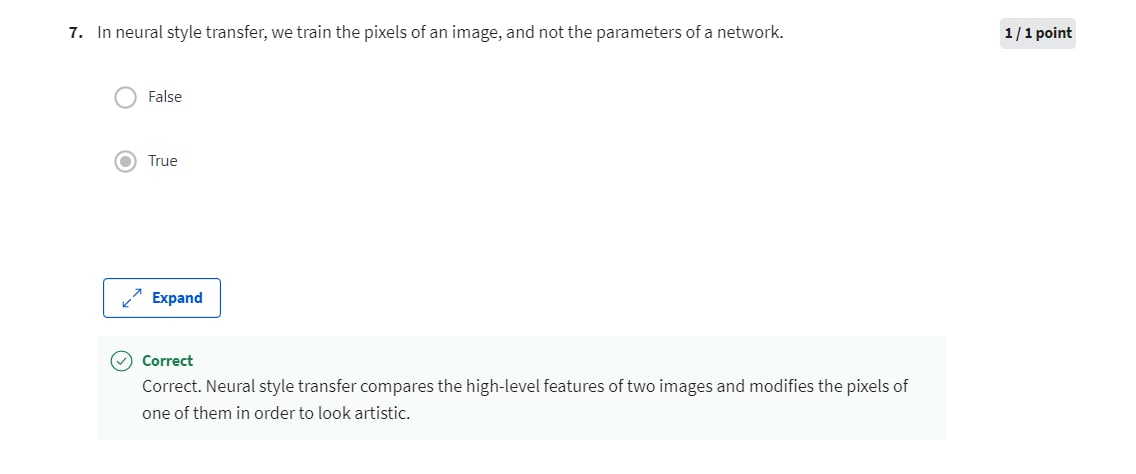 7. In neural style transfer, we train the pixels of an image, and not the parameters of a network.
1 / 1 point
False
True
Expand
Correct
Correct. Neural style transfer compares the high-level features of two images and modifies the pixels of
one of them in order to look artistic.